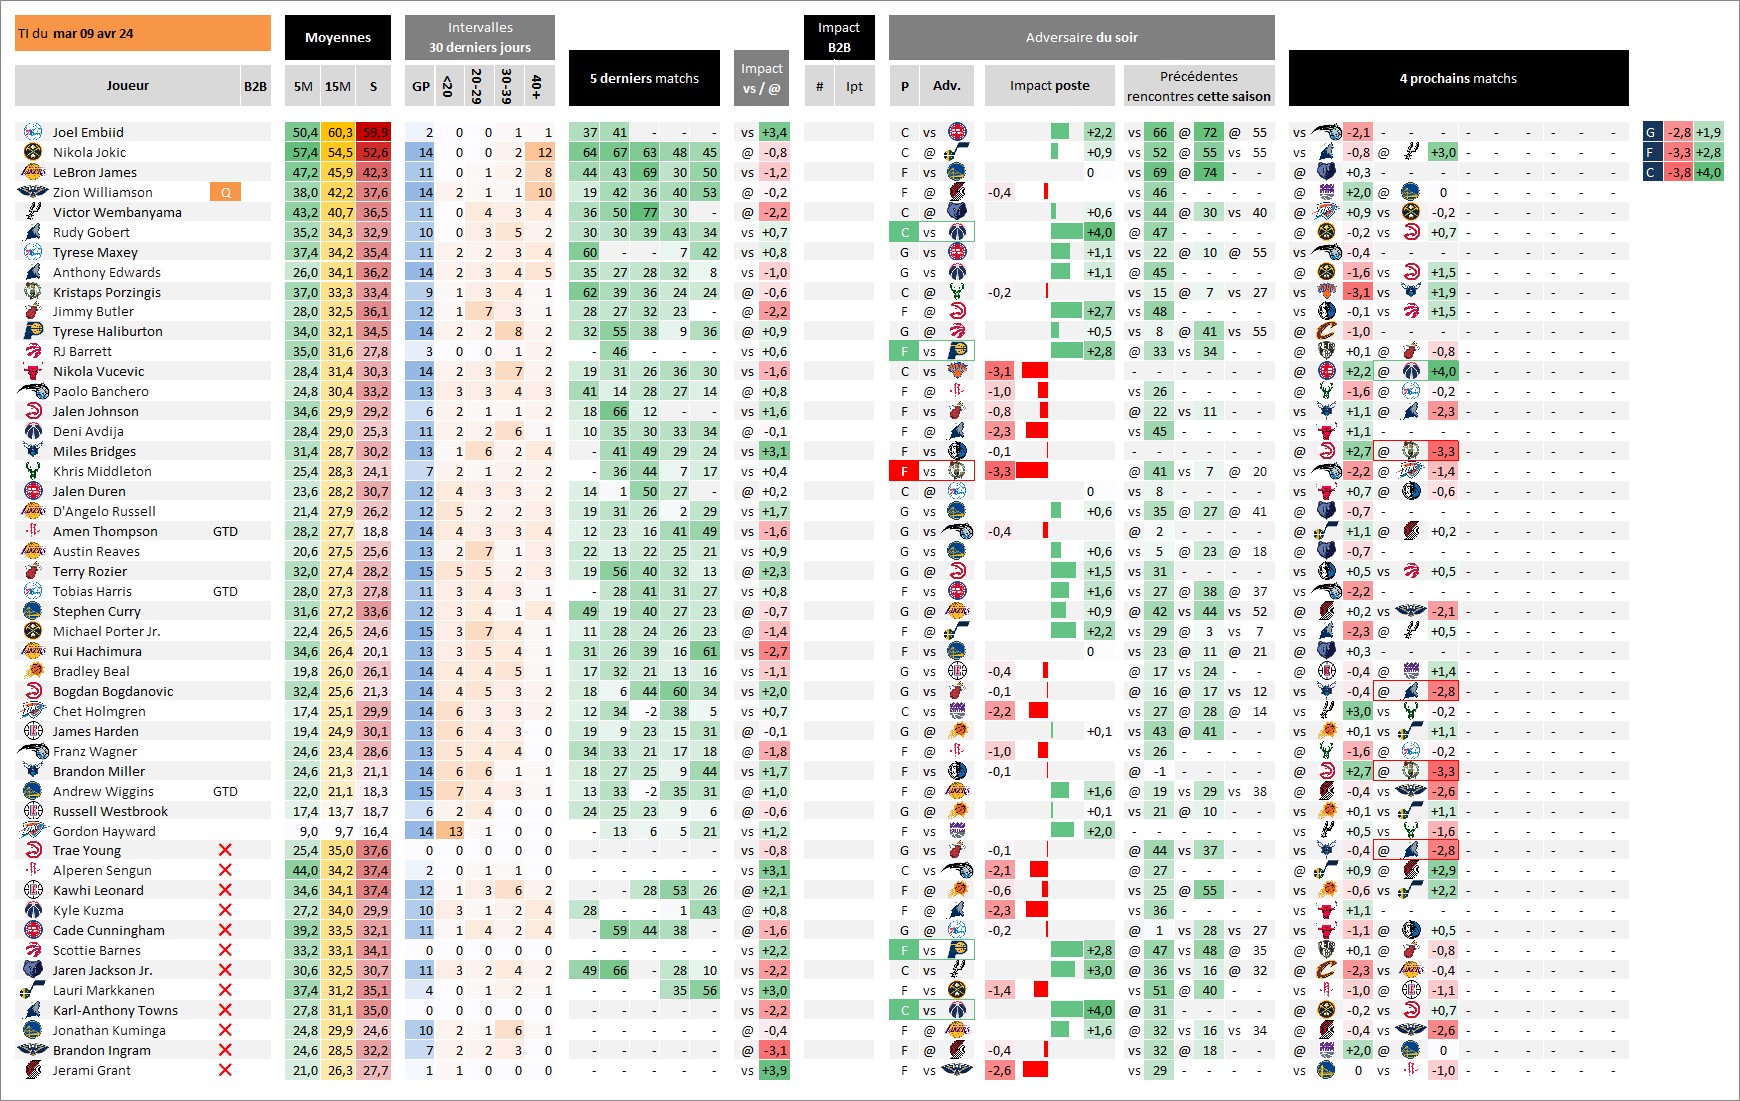 TI du mar 09 avr 24
Moyennes
Intervalles
30 derniers jours
5 derniers matchs
Impact
vs / @
Impact
B2B
Adversaire du soir
4 prochains matchs
Joueur B2B 5M 15M S GP <20 20-29 30-39 40+ # Ipt P Adv. Impact poste Précédentes
rencontres cette saison
Joel Embiid 50,4 60,3 59,9 2 0 0 1 1 37 41 - - - vs +3,4 C vs +2,2 vs 66 @ 72 @ 55 vs -2,1 - - - - - - - - G -2,8 +1,9
Nikola Jokic 57,4 54,5 52,6 14 0 0 2 12 64 67 63 48 45 @ -0,8 C @ +0,9 vs 52 @ 55 vs 55 vs -0,8 @ +3,0 - - - - - F -3,3 +2,8
LeBron James 47,2 45,9 42,3 11 0 1 2 8 44 43 69 30 50 vs -1,2 F vs 0 vs 69 @ 74 - - @ +0,3 - - - - - - - - C -3,8 +4,0
Zion Williamson Q 38,0 42,2 37,6 14 2 1 1 10 19 42 36 40 53 @ -0,2 F @ -0,4 vs 46 - - - - @ +2,0 @ 0 - - - - -
Victor Wembanyama 43,2 40,7 36,5 11 0 4 3 4 36 50 77 30 - @ -2,2 C @ +0,6 vs 44 @ 30 vs 40 @ +0,9 vs -0,2 - - - - -
Rudy Gobert 35,2 34,3 32,9 10 0 3 5 2 30 30 39 43 34 vs +0,7 C vs +4,0 @ 47 - - - - @ -0,2 vs +0,7 - - - - -
Tyrese Maxey 37,4 34,2 35,4 11 2 2 3 4 60 - - 7 42 vs +0,8 G vs +1,1 vs 22 @ 10 @ 55 vs -0,4 - - - - - - - -
Anthony Edwards 26,0 34,1 36,2 14 2 3 4 5 35 27 28 32 8 vs -1,0 G vs +1,1 @ 45 - - - - @ -1,6 vs +1,5 - - - - -
Kristaps Porzingis 37,0 33,3 33,4 9 1 3 4 1 62 39 36 24 24 @ -0,6 C @ -0,2 vs 15 @ 7 vs 27 vs -3,1 vs +1,9 - - - - -
Jimmy Butler 28,0 32,5 36,1 12 1 7 3 1 28 27 32 23 - @ -2,2 F @ +2,7 vs 48 - - - - vs -0,1 vs +1,5 - - - - -
Tyrese Haliburton 34,0 32,1 34,5 14 2 2 8 2 32 55 38 9 36 @ +0,9 G @ +0,5 vs 8 @ 41 vs 55 @ -1,0 - - - - - - - -
RJ Barrett 35,0 31,6 27,8 3 0 0 1 2 - 46 - - - vs +0,6 F vs +2,8 @ 33 vs 34 - - @ +0,1 @ -0,8 - - - - -
Nikola Vucevic 28,4 31,4 30,3 14 2 3 7 2 19 31 26 36 30 vs -1,6 C vs -3,1 - - - - - - @ +2,2 @ +4,0 - - - - -
Paolo Banchero 24,8 30,4 33,2 13 3 3 4 3 41 14 28 27 14 @ +0,8 F @ -1,0 vs 26 - - - - @ -1,6 @ -0,2 - - - - -
Jalen Johnson 34,6 29,9 29,2 6 2 1 1 2 18 66 12 - - vs +1,6 F vs -0,8 @ 22 vs 11 - - vs +1,1 @ -2,3 - - - - -
Deni Avdija 28,4 29,0 25,3 11 2 2 6 1 10 35 30 33 34 @ -0,1 F @ -2,3 vs 45 - - - - vs +1,1 - - - - - - - -
Miles Bridges 31,4 28,7 30,2 13 1 6 2 4 - 41 49 29 24 vs +3,1 F vs -0,1 - - - - - - @ +2,7 @ -3,3 - - - - -
Khris Middleton 25,4 28,3 24,1 7 2 1 2 2 - 36 44 7 17 vs +0,4 F vs -3,3 @ 41 vs 7 @ 20 vs -2,2 @ -1,4 - - - - -
Jalen Duren 23,6 28,2 30,7 12 4 3 3 2 14 1 50 27 - @ +0,2 C @ 0 vs 8 - - - - vs +0,7 @ -0,6 - - - - -
D'Angelo Russell 21,4 27,9 26,2 12 5 2 2 3 19 31 26 2 29 vs +1,7 G vs +0,6 vs 35 @ 27 @ 41 @ -0,7 - - - - - - - -
Amen Thompson GTD 28,2 27,7 18,8 14 4 3 3 4 12 23 16 41 49 vs -1,6 G vs -0,4 @ 2 - - - - @ +1,1 @ +0,2 - - - - -
Austin Reaves 20,6 27,5 25,6 13 2 7 1 3 22 13 22 25 21 vs +0,9 G vs +0,6 vs 5 @ 23 @ 18 @ -0,7 - - - - - - - -
Terry Rozier 32,0 27,4 28,2 15 5 5 2 3 19 56 40 32 13 @ +2,3 G @ +1,5 vs 31 - - - - vs +0,5 vs +0,5 - - - - -
Tobias Harris GTD 28,0 27,3 27,8 11 3 4 3 1 - 28 41 31 27 vs +0,8 F vs +1,6 vs 27 @ 38 @ 37 vs -2,2 - - - - - - - -
Stephen Curry 31,6 27,2 33,6 12 3 4 1 4 49 19 40 27 23 @ -0,7 G @ +0,9 @ 42 vs 44 vs 52 @ +0,2 vs -2,1 - - - - -
Michael Porter Jr. 22,4 26,5 24,6 15 3 7 4 1 11 28 24 26 23 @ -1,4 F @ +2,2 vs 29 @ 3 vs 7 vs -2,3 @ +0,5 - - - - -
Rui Hachimura 34,6 26,4 20,1 13 3 5 4 1 31 26 39 16 61 vs -2,7 F vs 0 vs 23 @ 11 @ 21 @ +0,3 - - - - - - - -
Bradley Beal 19,8 26,0 26,1 14 4 4 5 1 17 32 21 13 16 vs -1,1 G vs -0,4 @ 17 vs 24 - - @ -0,4 @ +1,4 - - - - -
Bogdan Bogdanovic 32,4 25,6 21,3 14 4 5 3 2 18 6 44 60 34 vs +2,0 G vs -0,1 @ 16 @ 17 vs 12 vs -0,4 @ -2,8 - - - - -
Chet Holmgren 17,4 25,1 29,9 14 6 3 3 2 12 34 -2 38 5 vs +0,7 C vs -2,2 vs 27 @ 28 @ 14 vs +3,0 vs -0,2 - - - - -
James Harden 19,4 24,9 30,1 13 6 4 3 0 19 9 23 15 31 @ -0,1 G @ +0,1 vs 43 @ 41 - - vs +0,1 vs +1,1 - - - - -
Franz Wagner 24,6 23,4 28,6 13 5 4 4 0 34 33 21 17 18 @ -1,8 F @ -1,0 vs 26 - - - - @ -1,6 @ -0,2 - - - - -
Brandon Miller 24,6 21,3 21,1 14 6 6 1 1 18 27 25 9 44 vs +1,7 F vs -0,1 @ -1 - - - - @ +2,7 @ -3,3 - - - - -
Andrew Wiggins GTD 22,0 21,1 18,3 15 7 4 3 1 13 33 -2 35 31 @ +1,0 F @ +1,6 @ 19 vs 29 vs 38 @ -0,4 vs -2,6 - - - - -
Russell Westbrook 17,4 13,7 18,7 6 2 4 0 0 24 25 23 9 6 @ -0,6 G @ +0,1 vs 21 @ 10 - - vs +0,1 vs +1,1 - - - - -
Gordon Hayward 9,0 9,7 16,4 14 13 1 0 0 - 13 6 5 21 vs +1,2 F vs +2,0 - - - - - - vs +0,5 vs -1,6 - - - - -
Trae Young 25,4 35,0 37,6 0 0 0 0 0 - - - - - vs -0,8 G vs -0,1 @ 44 vs 37 - - vs -0,4 @ -2,8 - - - - -
Alperen Sengun 44,0 34,2 37,4 2 0 1 1 0 - - - - - vs +3,1 C vs -2,1 @ 27 - - - - @ +0,9 @ +2,9 - - - - -
Kawhi Leonard 34,6 34,1 37,4 12 1 3 6 2 - - 28 53 26 @ +2,1 F @ -0,6 vs 25 @ 55 - - vs -0,6 vs +2,2 - - - - -
Kyle Kuzma 27,2 34,0 29,9 10 3 1 2 4 28 - - 1 43 @ +0,8 F @ -2,3 vs 36 - - - - vs +1,1 - - - - - - - -
Cade Cunningham 39,2 33,5 32,1 11 1 4 2 4 - 59 44 38 - @ -1,6 G @ -0,2 @ 1 vs 28 vs 27 vs -1,1 @ +0,5 - - - - -
Scottie Barnes 33,2 33,1 34,1 0 0 0 0 0 - - - - - vs +2,2 F vs +2,8 @ 47 vs 48 @ 35 @ +0,1 @ -0,8 - - - - -
Jaren Jackson Jr. 30,6 32,5 30,7 11 3 2 4 2 49 66 - 28 10 vs -2,2 C vs +3,0 @ 36 vs 16 @ 32 @ -2,3 vs -0,4 - - - - -
Lauri Markkanen 37,4 31,2 35,1 4 0 1 2 1 - - - 35 56 vs +3,0 F vs -1,4 vs 51 @ 40 - - vs -1,0 @ -1,1 - - - - -
Karl-Anthony Towns 27,8 31,1 35,0 0 0 0 0 0 - - - - - vs -2,2 C vs +4,0 @ 31 - - - - @ -0,2 vs +0,7 - - - - -
Jonathan Kuminga 24,8 29,9 24,6 10 2 1 6 1 - - - - - @ -0,4 F @ +1,6 @ 32 vs 16 vs 34 @ -0,4 vs -2,6 - - - - -
Brandon Ingram 24,6 28,5 32,2 7 2 2 3 0 - - - - - @ -3,1 F @ -0,4 vs 32 @ 18 - - @ +2,0 @ 0 - - - - -
Jerami Grant 21,0 26,3 27,7 1 1 0 0 0 - - - - - vs +3,9 F vs -2,6 vs 29 - - - - vs 0 vs -1,0 - - - - -